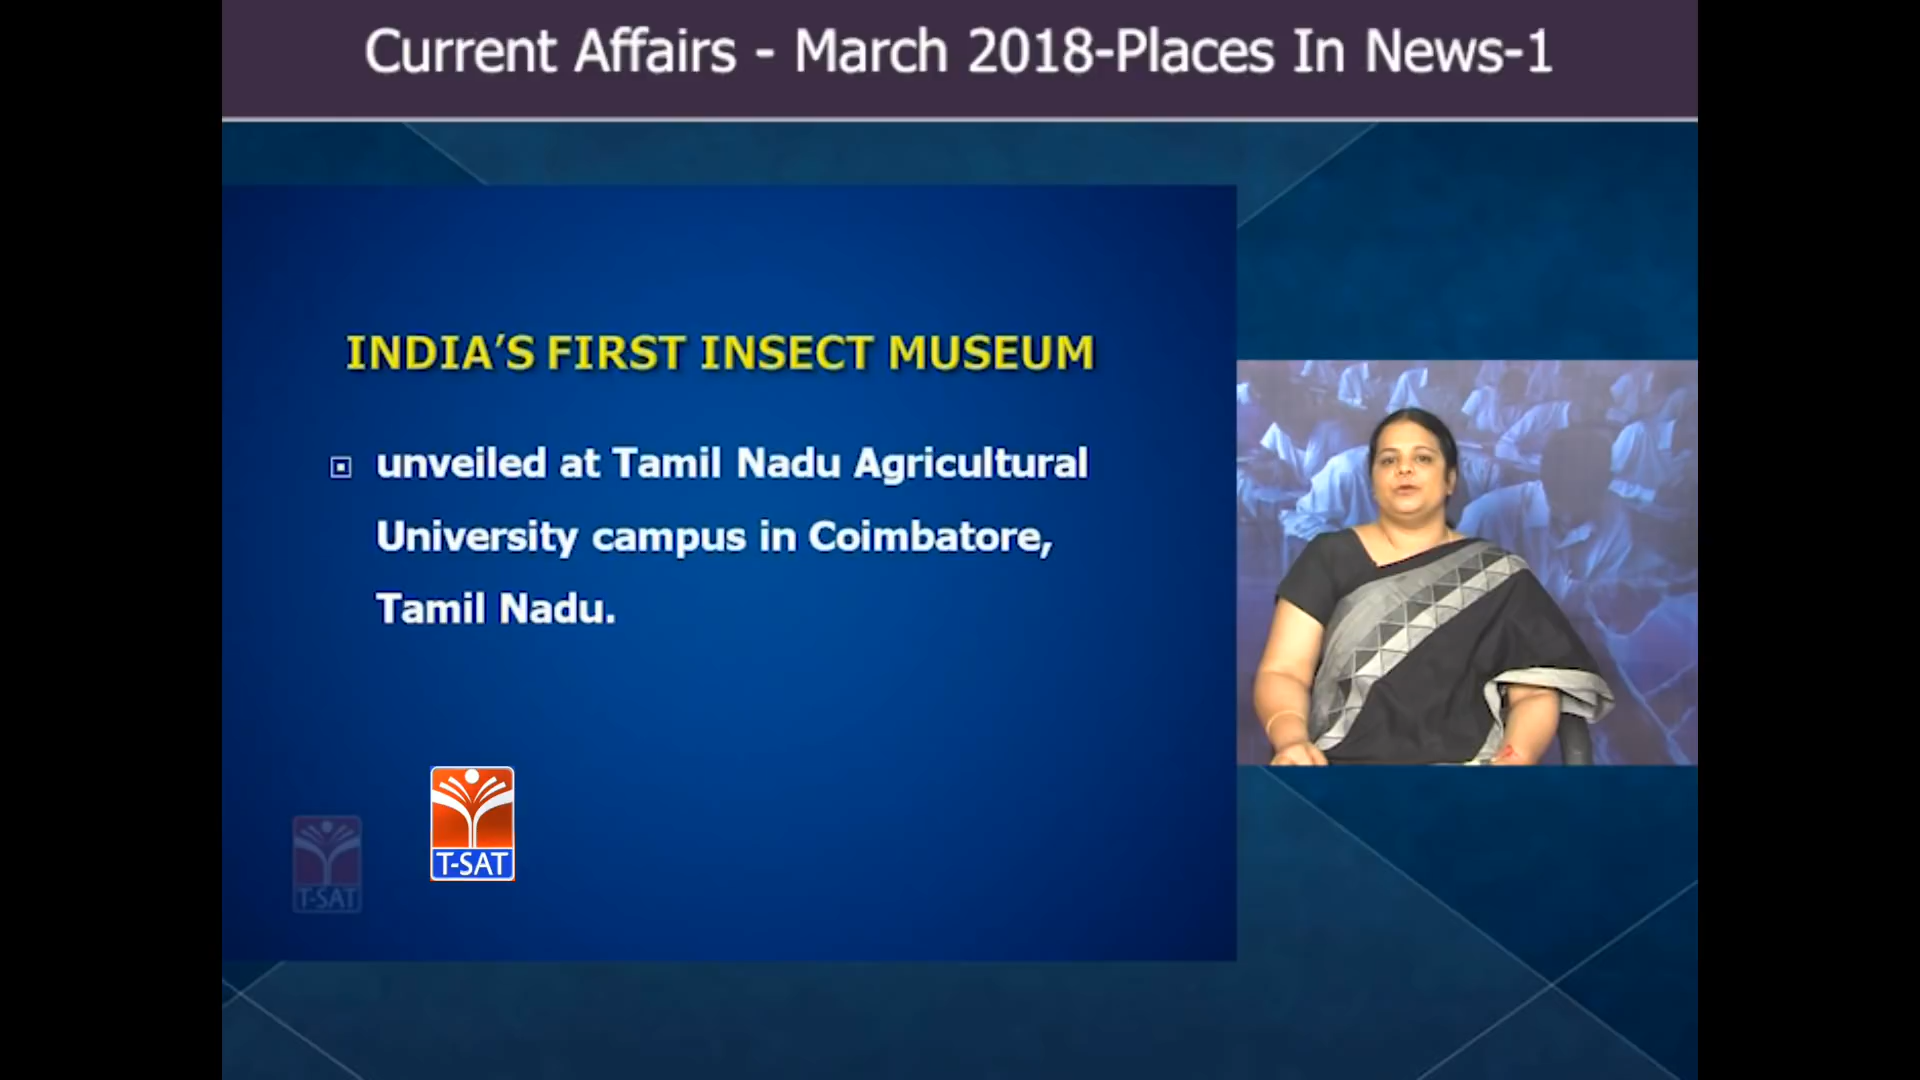 Current Affairs - March 2018-Places In News-1
INDIA’S FIRST INSECT MUSEUM
unveiled at Tamil Nadu Agricultural
University campus in Coimbatore,
Tamil Nadu.
T-SAT
T-SAT